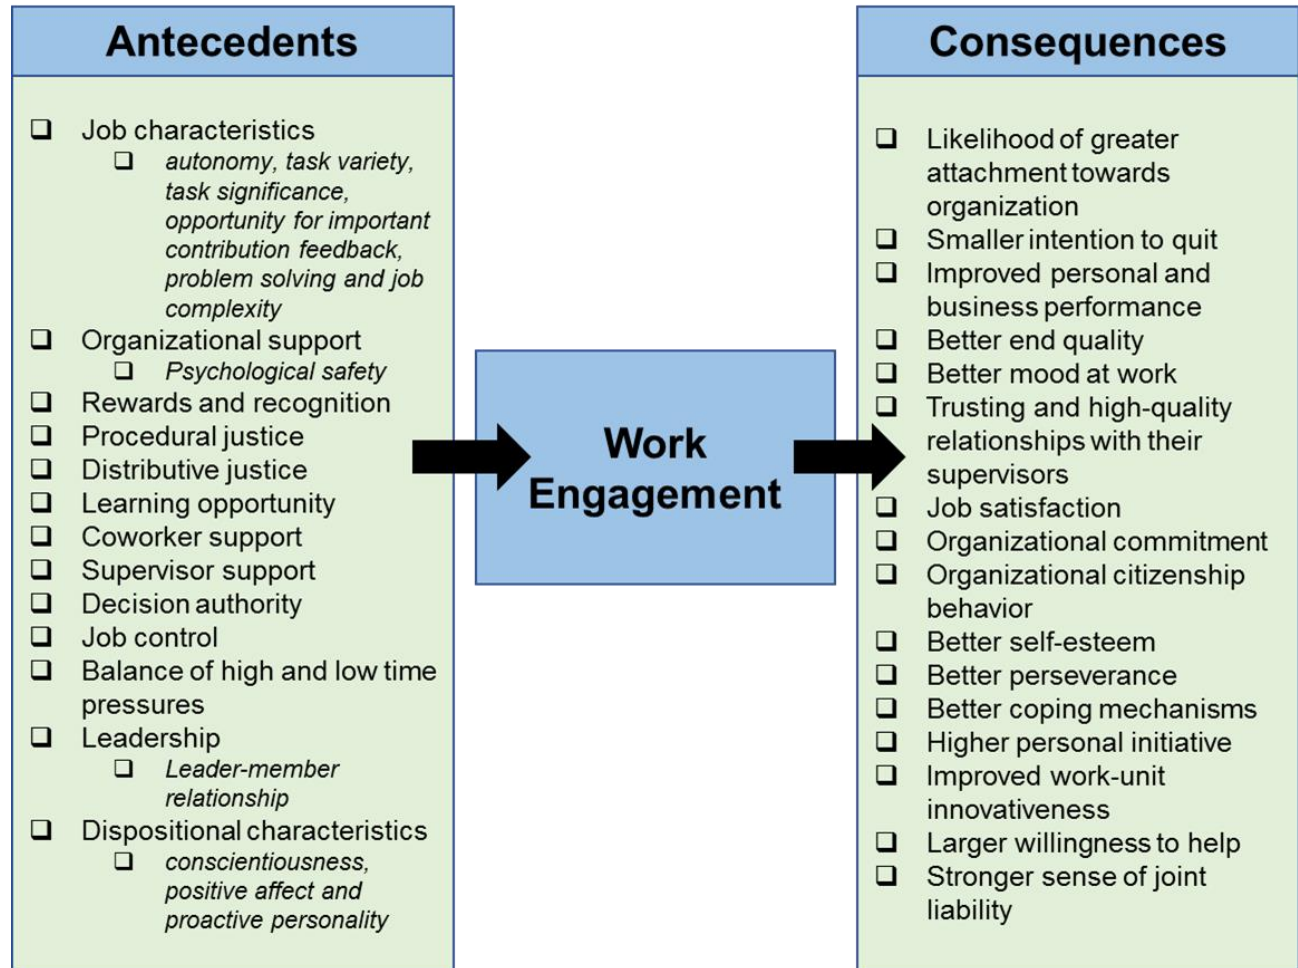 Antecedents
❑ Job characteristics
❑ autonomy, task variety,
task significance,
opportunity for important
contribution feedback,
problem solving and job
complexity
❑ Organizational support
❑ Psychological safety
❑ Rewards and recognition
❑ Procedural justice
❑ Distributive justice
❑ Learning opportunity
❑ Coworker support
❑ Supervisor support
❑ Decision authority
❑ Job control
❑ Balance of high and low time
pressures
❑ Leadership
❑ Leader-member
relationship
❑ Dispositional characteristics
❑ conscientiousness,
positive affect and
proactive personality
Work
Engagement
Consequences
❑ Likelihood of greater
attachment towards
organization
❑ Smaller intention to quit
❑ Improved personal and
business performance
❑ Better end quality
❑ Better mood at work
❑ Trusting and high-quality
relationships with their
supervisors
❑ Job satisfaction
❑ Organizational commitment
❑ Organizational citizenship
behavior
❑ Better self-esteem
❑ Better perseverance
❑ Better coping mechanisms
❑ Higher personal initiative
❑ Improved work-unit
innovativeness
❑ Larger willingness to help
❑ Stronger sense of joint
liability